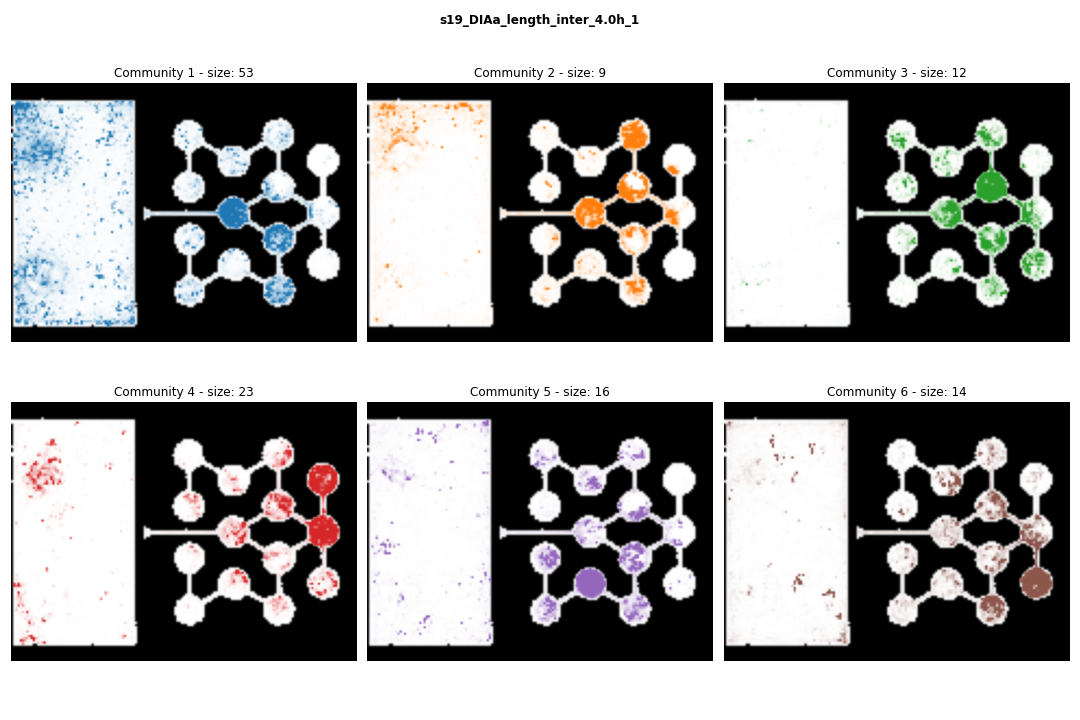 s19_DIAa_length_inter_4.0h_1
Community 1 - size: 53
Community 2 - size: 9
Community 3 - size: 12
Community 4 - size: 23
Community 5 - size: 16
Community 6 - size: 14